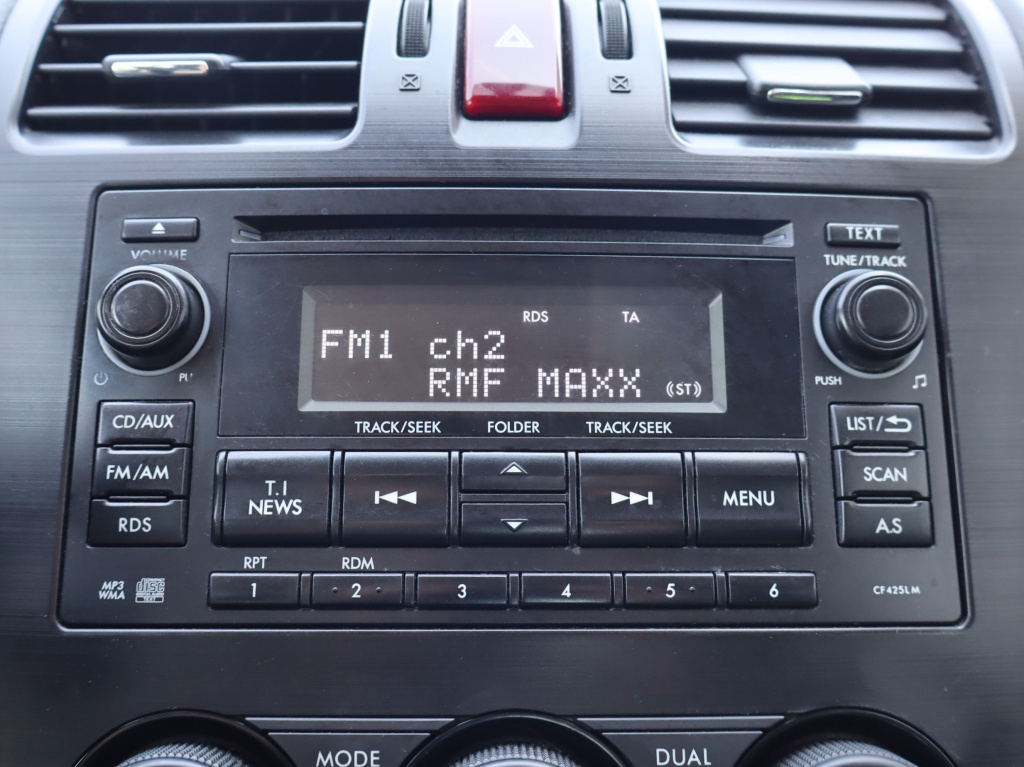 VOLUME
TEXT
TUNE/TRACK
RDS TA
FM1 ch2
RMF MAXX ((ST))
PUSH
TRACK/SEEK FOLDER TRACK/SEEK
CD/AUX
FM/AM
RDS
T.I
NEWS
MENU
LIST/
SCAN
A.S
RPT RDM
1 2 3 4 5 6
MP3
WMA
disc
CF425LM
MODE DUAL